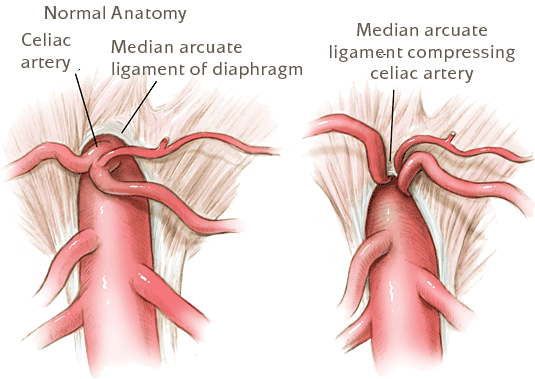 Normal Anatomy
Celiac
artery
Median arcuate
ligament of diaphragm
Median arcuate
ligament compressing
celiac artery